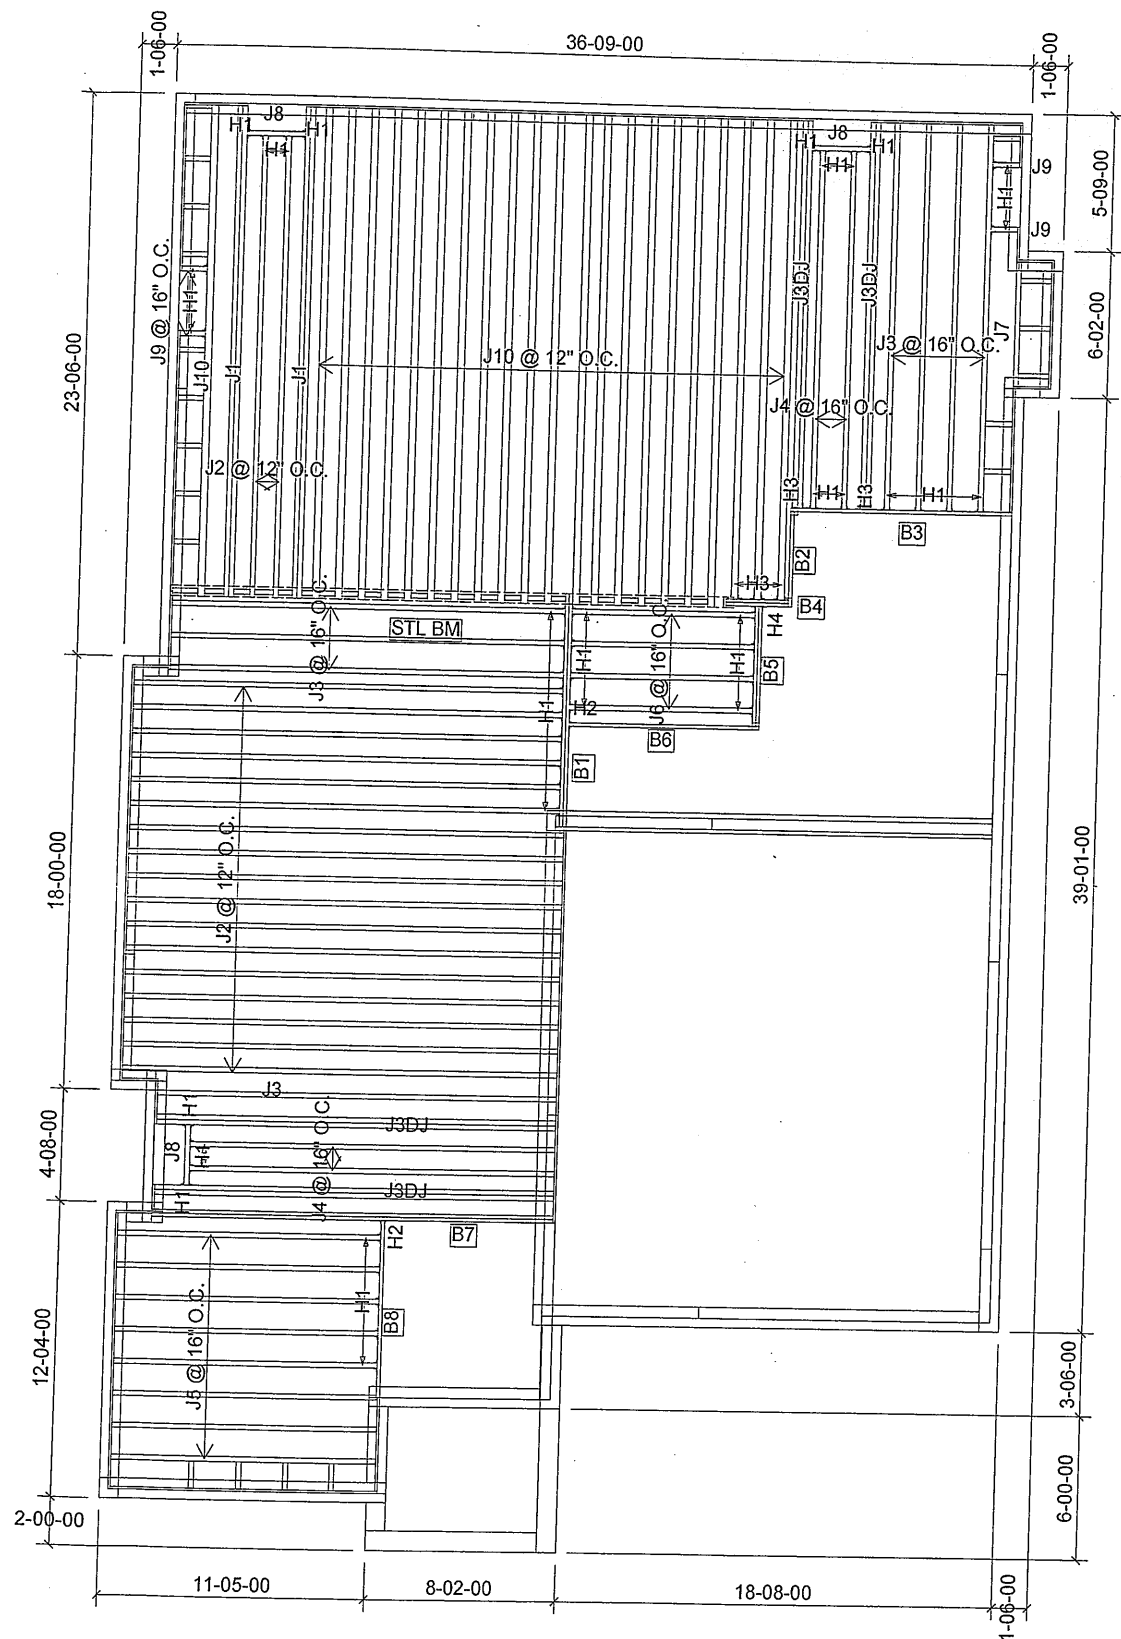 36-09-00
1-06-00
1-06-00
J8
H1
H1
H1
J8
H1
H1
H1
J9
H1
J9
5-09-00
J9 @ 16" O.C.
H1
J10
J1
J1
J10 @ 12" O.C.
J3DJ
J3DJ
J3 @ 16" O.C.
J7
6-02-00
23-06-00
J4 @ 16" O.C.
J2 @ 12" O.C.
H3
H1
H3
H1
B3
B2
H3
B4
STL BM
J3 @ 16" O.C.
H1
H1
H2
J6 @ 16" O.C.
H1
H4
B5
B6
B1
18-00-00
J2 @ 12" O.C.
39-01-00
J3
H1
J3DJ
J8
H1
J4 @ 16" O.C.
J3DJ
H1
4-08-00
H2
B7
J5 @ 16" O.C.
H1
B8
12-04-00
3-06-00
2-00-00
6-00-00
11-05-00
8-02-00
18-08-00
1-06-00